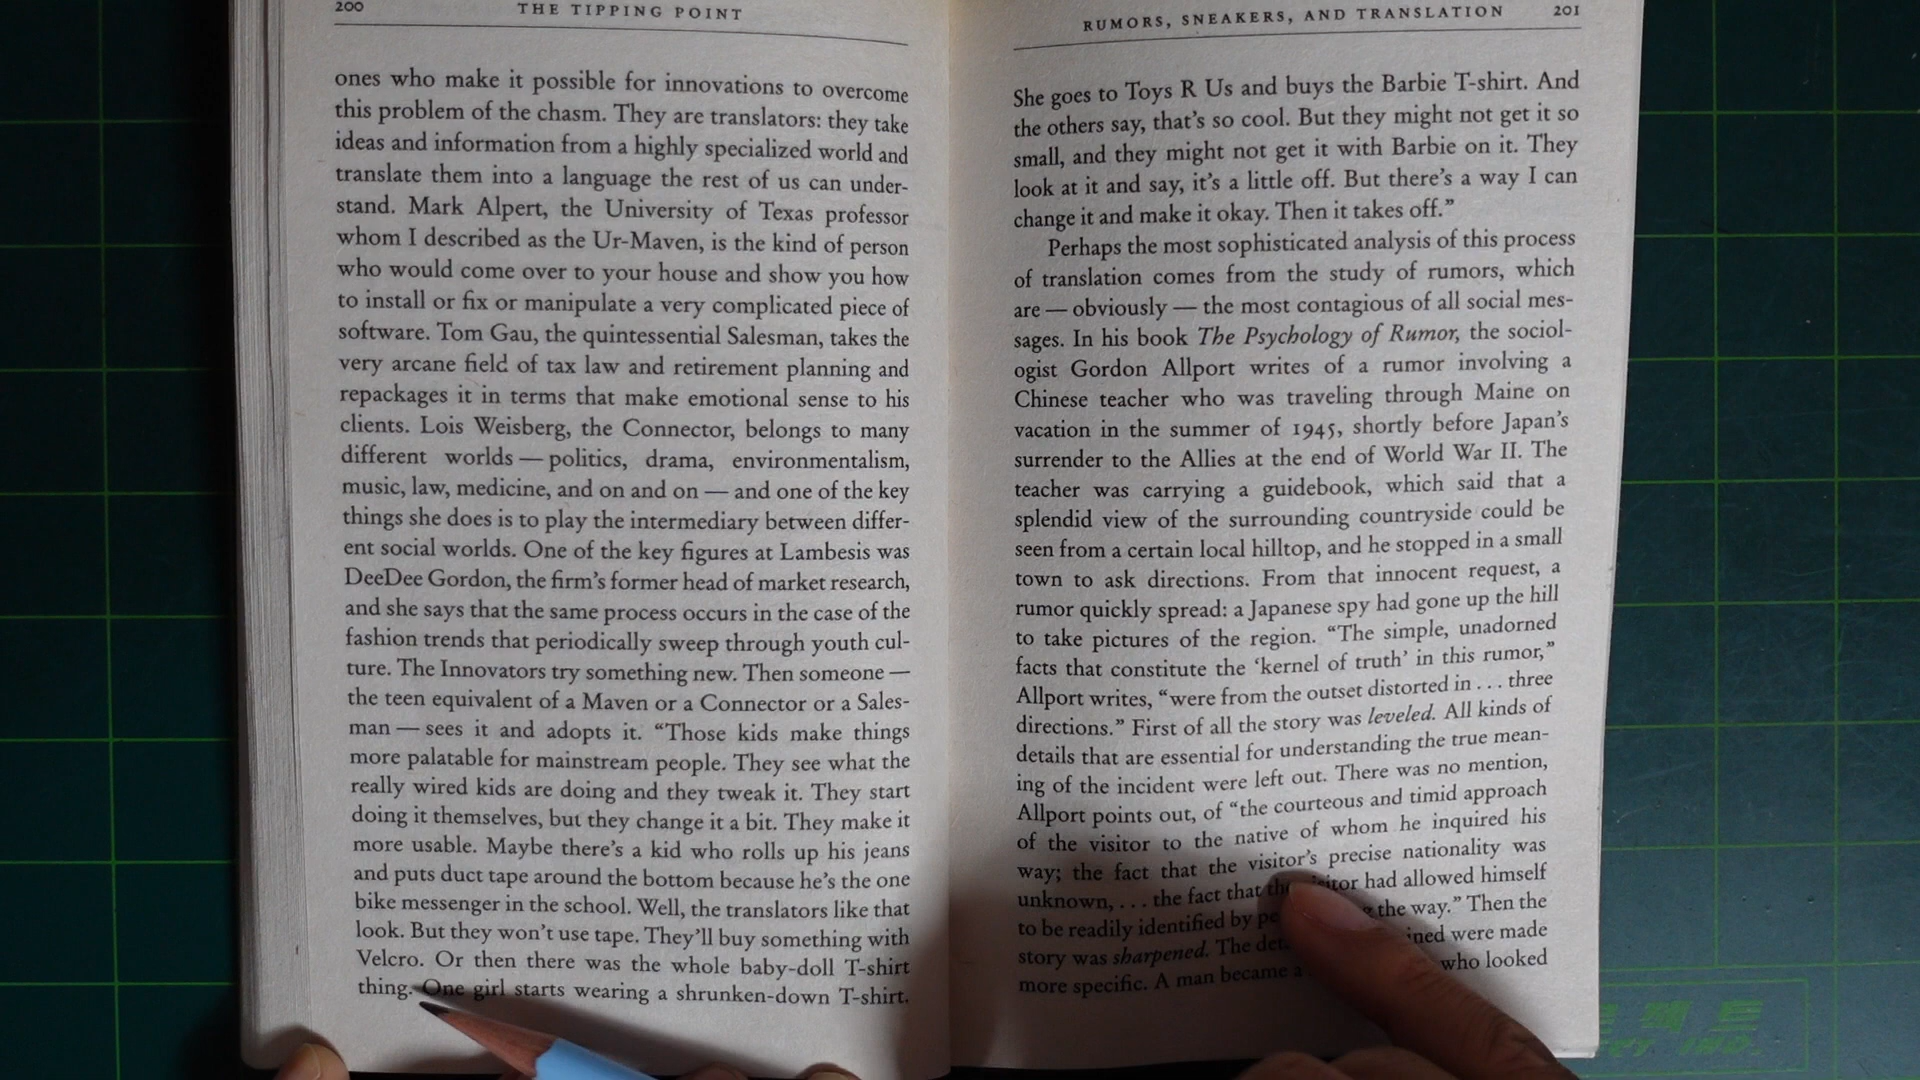 200 THE TIPPING POINT
ones who make it possible for innovations to overcome
this problem of the chasm. They are translators: they take
ideas and information from a highly specialized world and
translate them into a language the rest of us can under-
stand. Mark Alpert, the University of Texas professor
whom I described as the Ur-Maven, is the kind of person
who would come over to your house and show you how
to install or fix or manipulate a very complicated piece of
software. Tom Gau, the quintessential Salesman, takes the
very arcane field of tax law and retirement planning and
repackages it in terms that make emotional sense to his
clients. Lois Weisberg, the Connector, belongs to many
different worlds — politics, drama, environmentalism,
music, law, medicine, and on and on — and one of the key
things she does is to play the intermediary between differ-
ent social worlds. One of the key figures at Lambesis was
DeeDee Gordon, the firm's former head of market research,
and she says that the same process occurs in the case of the
fashion trends that periodically sweep through youth cul-
ture. The Innovators try something new. Then someone —
the teen equivalent of a Maven or a Connector or a Sales-
man — sees it and adopts it. “Those kids make things
more palatable for mainstream people. They see what the
really wired kids are doing and they tweak it. They start
doing it themselves, but they change it a bit. They make it
more usable. Maybe there's a kid who rolls up his jeans
and puts duct tape around the bottom because he's the one
bike messenger in the school. Well, the translators like that
look. But they won't use tape. They'll buy something with
Velcro. Or then there was the whole baby-doll T-shirt
thing. One girl starts wearing a shrunken-down T-shirt.
RUMORS, SNEAKERS, AND TRANSLATION 201
She goes to Toys R Us and buys the Barbie T-shirt. And
the others say, that's so cool. But they might not get it so
small, and they might not get it with Barbie on it. They
look at it and say, it's a little off. But there's a way I can
change it and make it okay. Then it takes off.”
Perhaps the most sophisticated analysis of this process
of translation comes from the study of rumors, which
are — obviously — the most contagious of all social mes-
sages. In his book The Psychology of Rumor, the sociol-
ogist Gordon Allport writes of a rumor involving a
Chinese teacher who was traveling through Maine on
vacation in the summer of 1945, shortly before Japan's
surrender to the Allies at the end of World War II. The
teacher was carrying a guidebook, which said that a
splendid view of the surrounding countryside could be
seen from a certain local hilltop, and he stopped in a small
town to ask directions. From that innocent request, a
rumor quickly spread: a Japanese spy had gone up the hill
to take pictures of the region. “The simple, unadorned
facts that constitute the ‘kernel of truth’ in this rumor,”
Allport writes, “were from the outset distorted in . . . three
directions.” First of all the story was leveled. All kinds of
details that are essential for understanding the true mean-
ing of the incident were left out. There was no mention,
Allport points out, of “the courteous and timid approach
of the visitor to the native of whom he inquired his
way; the fact that the visitor's precise nationality was
unknown, . . . the fact that the had allowed himself
to be readily identified by the way.” Then the
story was sharpened. The were made
more specific. A man became a who looked